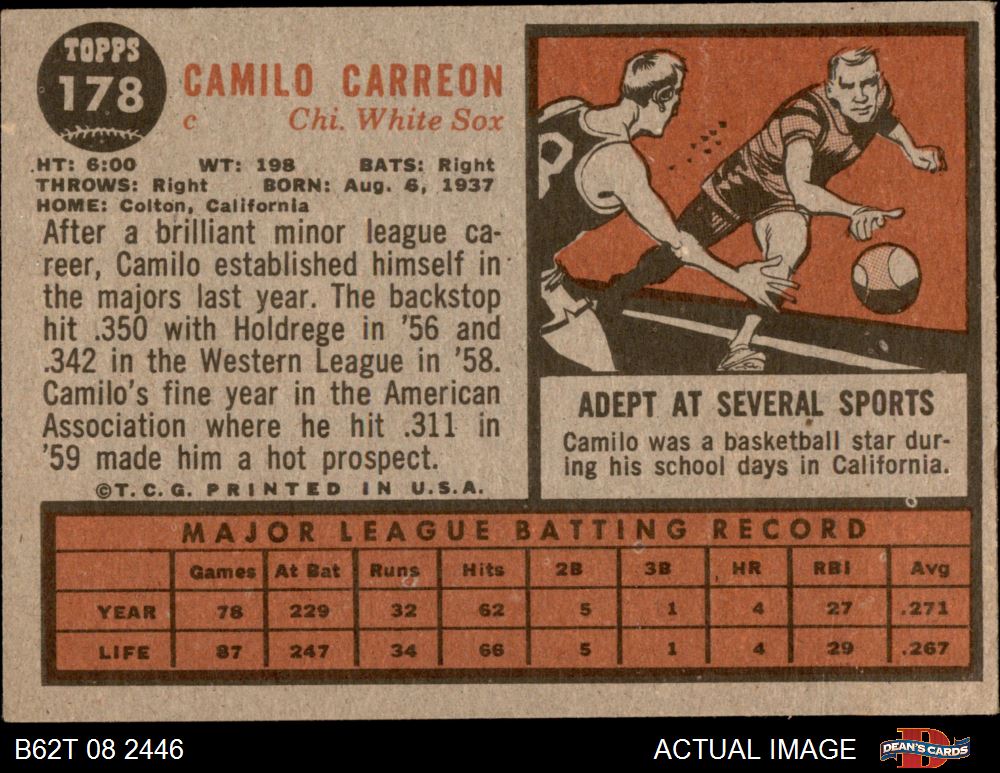 TOPPS
178
CAMILO CARREON
c Chi. White Sox
HT: 6:00 WT: 198 BATS: Right
THROWS: Right BORN: Aug. 6, 1937
HOME: Colton, California
After a brilliant minor league ca-
reer, Camilo established himself in
the majors last year. The backstop
hit .350 with Holdrege in '56 and
.342 in the Western League in '58.
Camilo's fine year in the American
Association where he hit .311 in
'59 made him a hot prospect.
©T.C.G. PRINTED IN U.S.A.
ADEPT AT SEVERAL SPORTS
Camilo was a basketball star dur-
ing his school days in California.
MAJOR LEAGUE BATTING RECORD
Games At Bat Runs Hits 2B 3B HR RBI Avg
YEAR 78 229 32 62 5 1 4 27 .271
LIFE 87 247 34 66 5 1 4 29 .267
B62T 08 2446 ACTUAL IMAGE DEAN'S CARDS